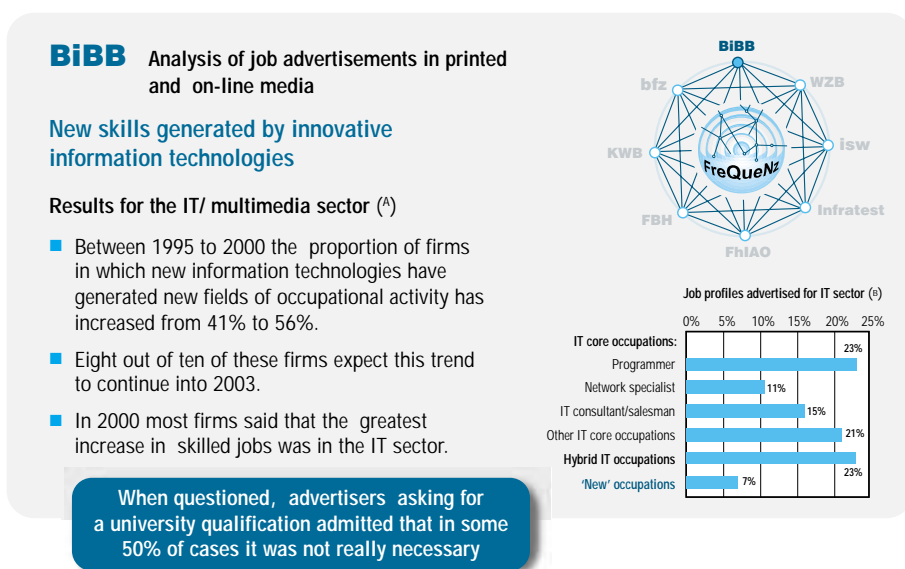 BiBB Analysis of job advertisements in printed
and on-line media
New skills generated by innovative
information technologies
Results for the IT/ multimedia sector (A)
Between 1995 to 2000 the proportion of firms
in which new information technologies have
generated new fields of occupational activity has
increased from 41% to 56%.
Eight out of ten of these firms expect this trend
to continue into 2003.
In 2000 most firms said that the greatest
increase in skilled jobs was in the IT sector.
When questioned, advertisers asking for
a university qualification admitted that in some
50% of cases it was not really necessary
BiBB
bfz
WZB
KWB
isw
FreQueNz
FBH
Infratest
FhIAO
Job profiles advertised for IT sector (B)
0% 5% 10% 15% 20% 25%
IT core occupations:
23%
Programmer
Network specialist 11%
IT consultant/salesman 15%
Other IT core occupations 21%
Hybrid IT occupations
23%
'New' occupations 7%